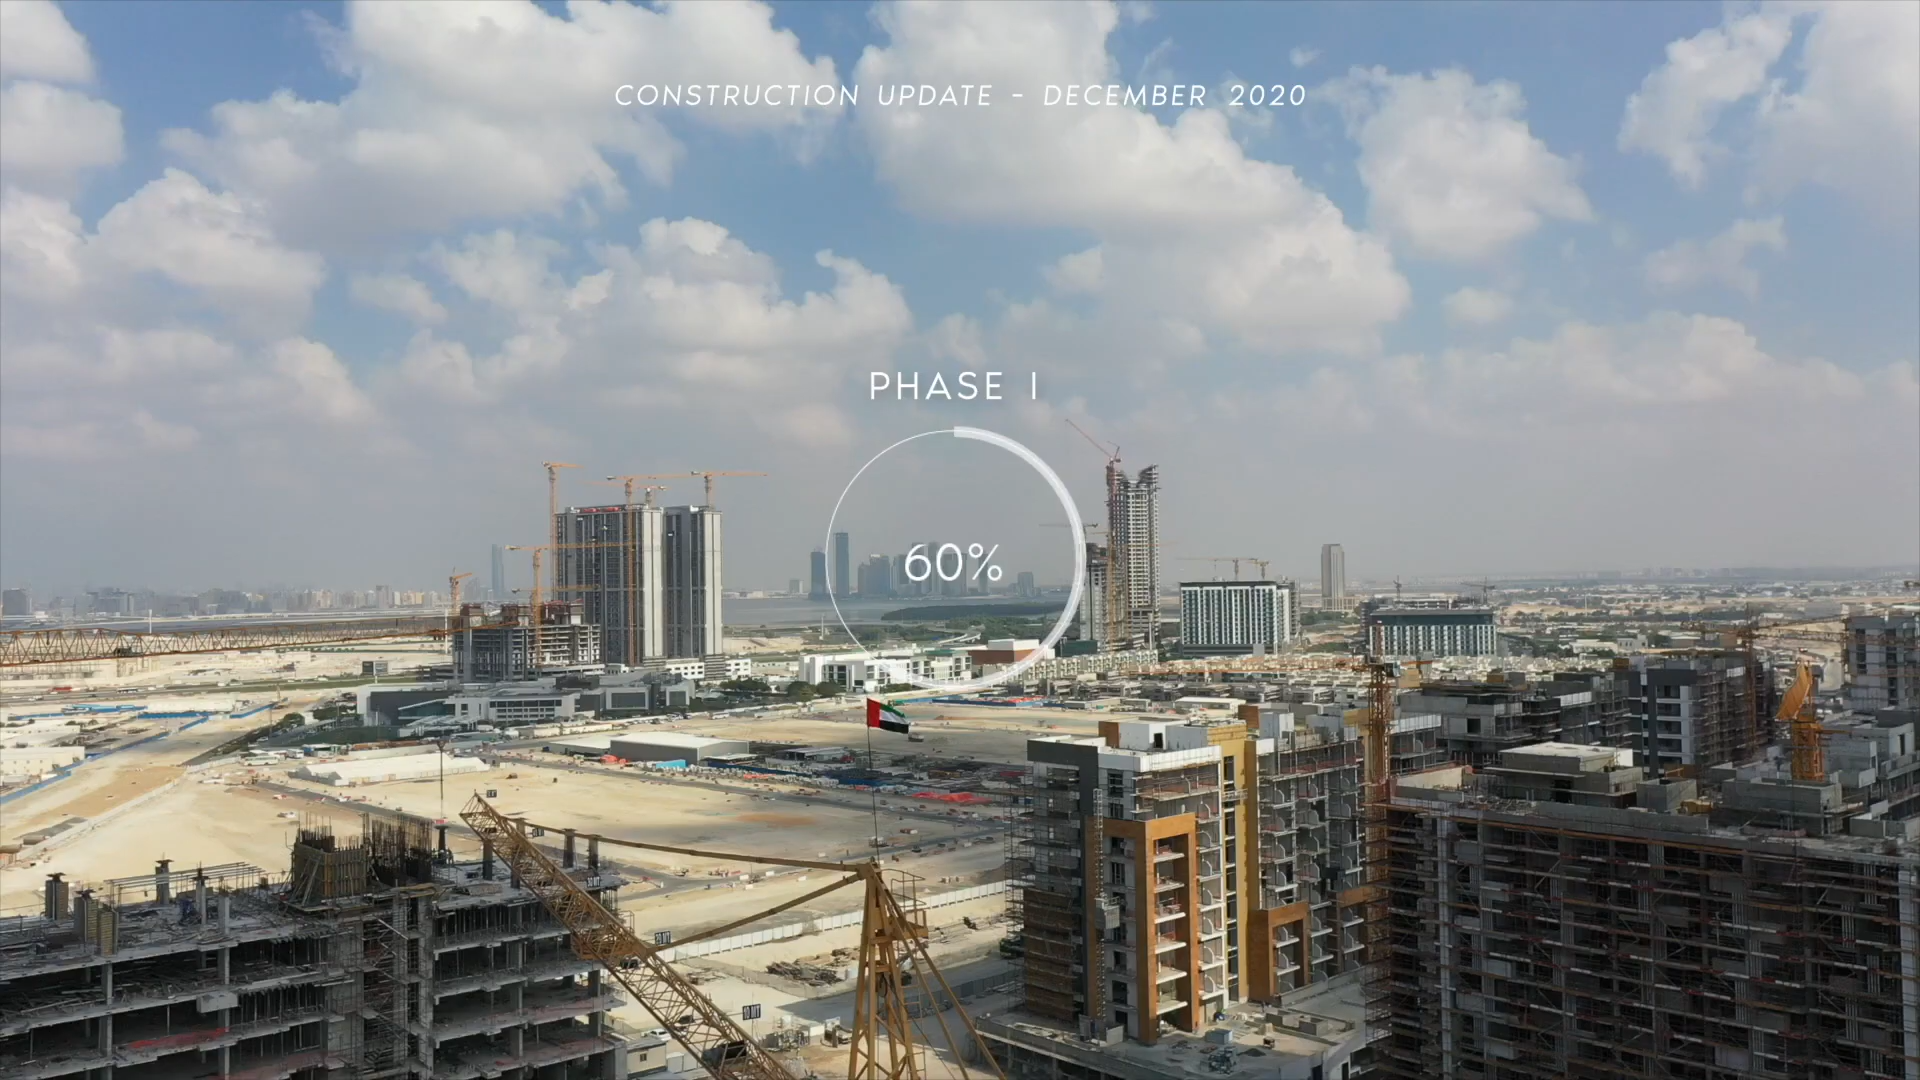 CONSTRUCTION UPDATE - DECEMBER 2020
PHASE I
60%